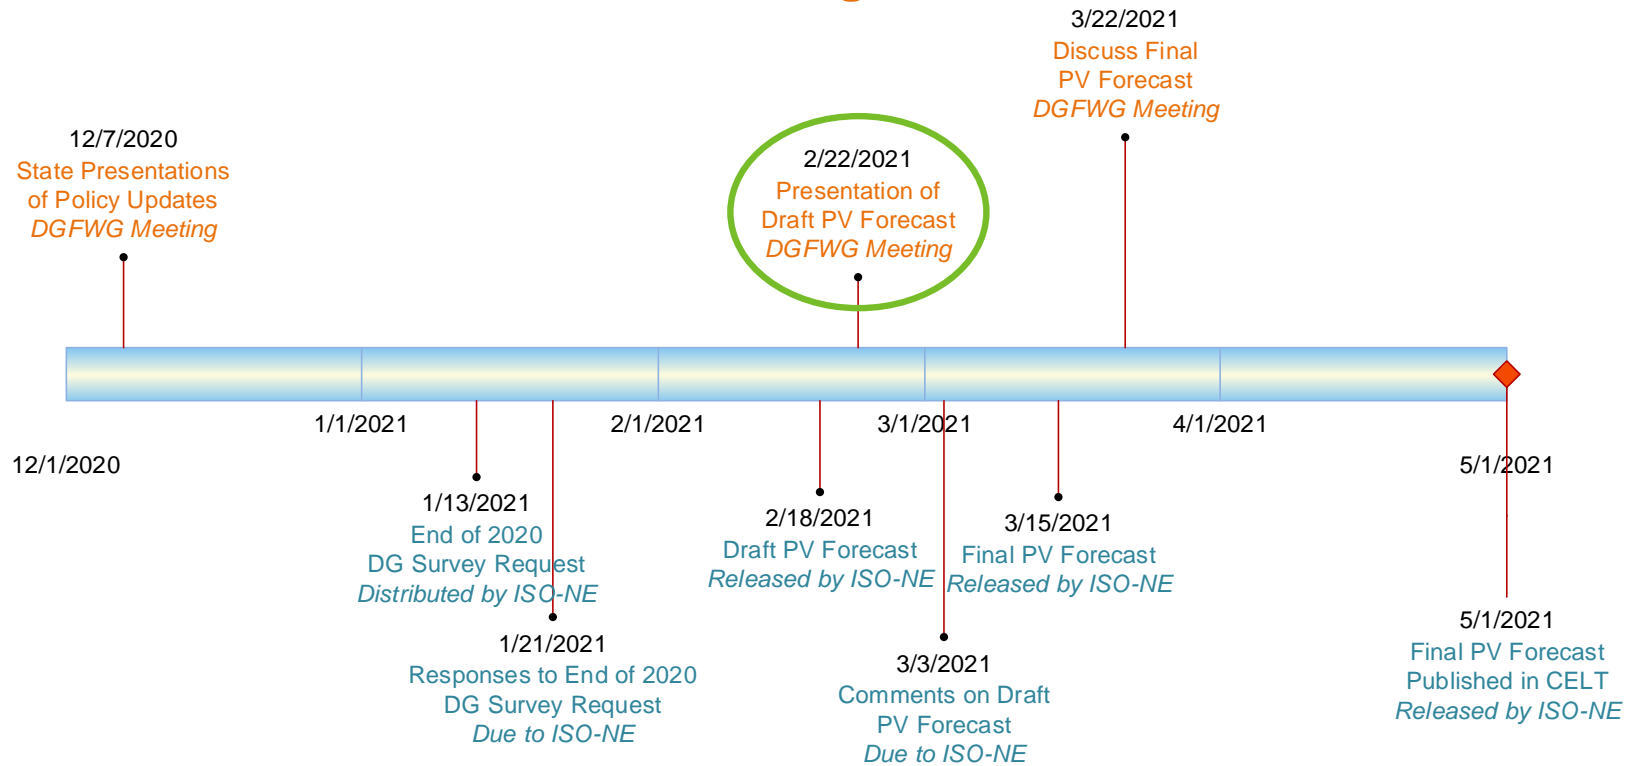 3/22/2021
Discuss Final
PV Forecast
DGFWG Meeting
12/7/2020
State Presentations
of Policy Updates
DGFWG Meeting
2/22/2021
Presentation of
Draft PV Forecast
DGFWG Meeting
1/1/2021
2/1/2021
3/1/2021
4/1/2021
12/1/2020
5/1/2021
1/13/2021
End of 2020
DG Survey Request
Distributed by ISO-NE
1/21/2021
Responses to End of 2020
DG Survey Request
Due to ISO-NE
2/18/2021
Draft PV Forecast
Released by ISO-NE
3/3/2021
Comments on Draft
PV Forecast
Due to ISO-NE
3/15/2021
Final PV Forecast
Released by ISO-NE
5/1/2021
Final PV Forecast
Published in CELT
Released by ISO-NE